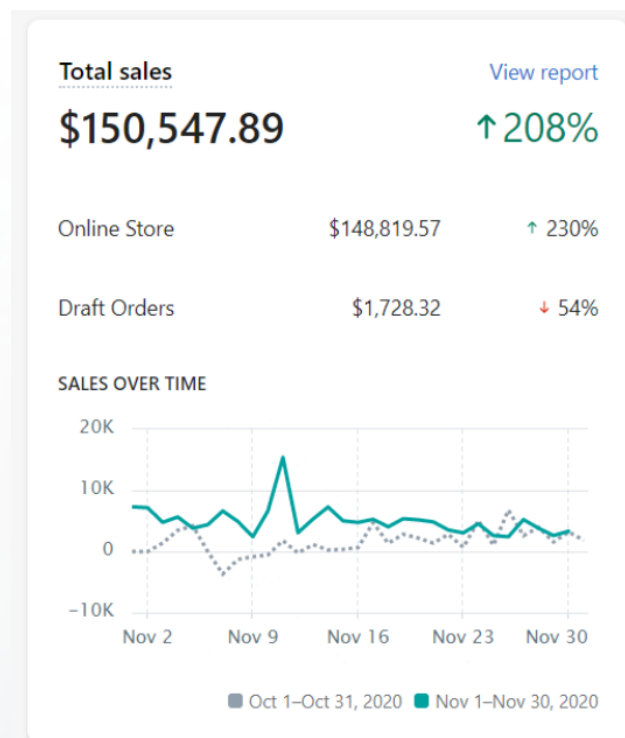 Total sales View report
$150,547.89 ↑208%
Online Store $148,819.57 ↑ 230%
Draft Orders $1,728.32 ↓ 54%
SALES OVER TIME
20K
10K
0
−10K
Nov 2 Nov 9 Nov 16 Nov 23 Nov 30
Oct 1–Oct 31, 2020 Nov 1–Nov 30, 2020